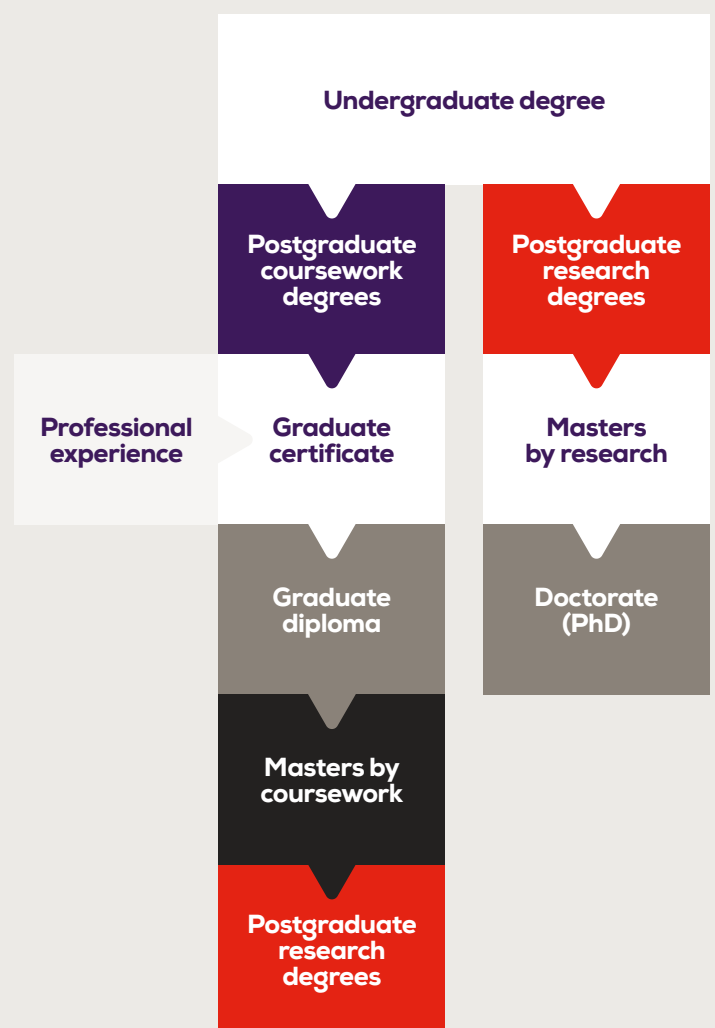 Undergraduate degree
Postgraduate
coursework
degrees
Postgraduate
research
degrees
Professional
experience
Graduate
certificate
Masters
by research
Graduate
diploma
Doctorate
(PhD)
Masters by
coursework
Postgraduate
research
degrees